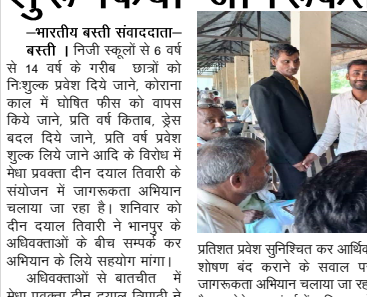 –भारतीय बस्ती संवाददाता–
बस्ती । निजी स्कूलों से 6 वर्ष
से 14 वर्ष के गरीब छात्रों को
निःशुल्क प्रवेश दिये जाने, कोराना
काल में घोषित फीस को वापस
किये जाने, प्रति वर्ष किताब, ड्रेस
बदल दिये जाने, प्रति वर्ष प्रवेश
शुल्क लिये जाने आदि के विरोध में
मेधा प्रवक्ता दीन दयाल तिवारी के
संयोजन में जागरूकता अभियान
चलाया जा रहा है। शनिवार को
दीन दयाल तिवारी ने भानपुर के
अधिवक्ताओं के बीच सम्पर्क कर
अभियान के लिये सहयोग मांगा।
अधिवक्ताओं से बातचीत में
मेधा प्रवक्ता दीन दयाल त्रिपाठी ने
प्रतिशत प्रवेश सुनिश्चित कर आर्थिक
शोषण बंद कराने के सवाल पर
जागरूकता अभियान चलाया जा रहा